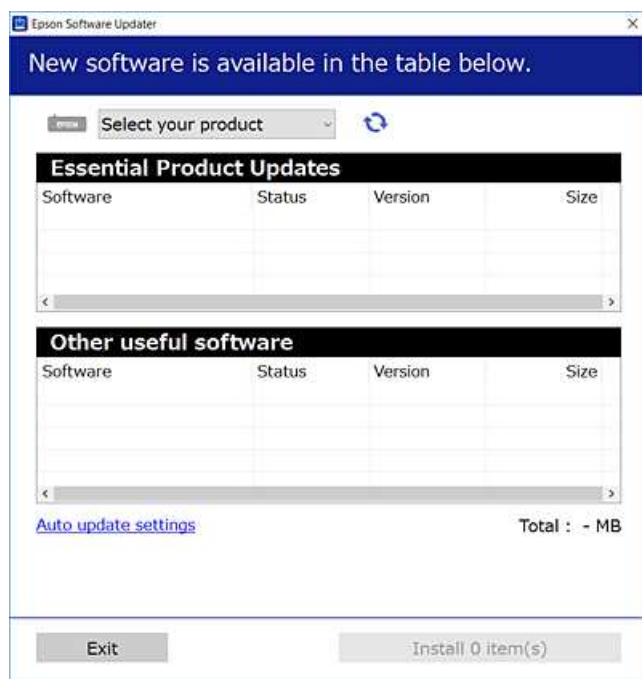 Epson Software Updater
New software is available in the table below.
EPSON
Select your product
Essential Product Updates
Software Status Version Size
Other useful software
Software Status Version Size
Auto update settings
Total : - MB
Exit
Install 0 item(s)